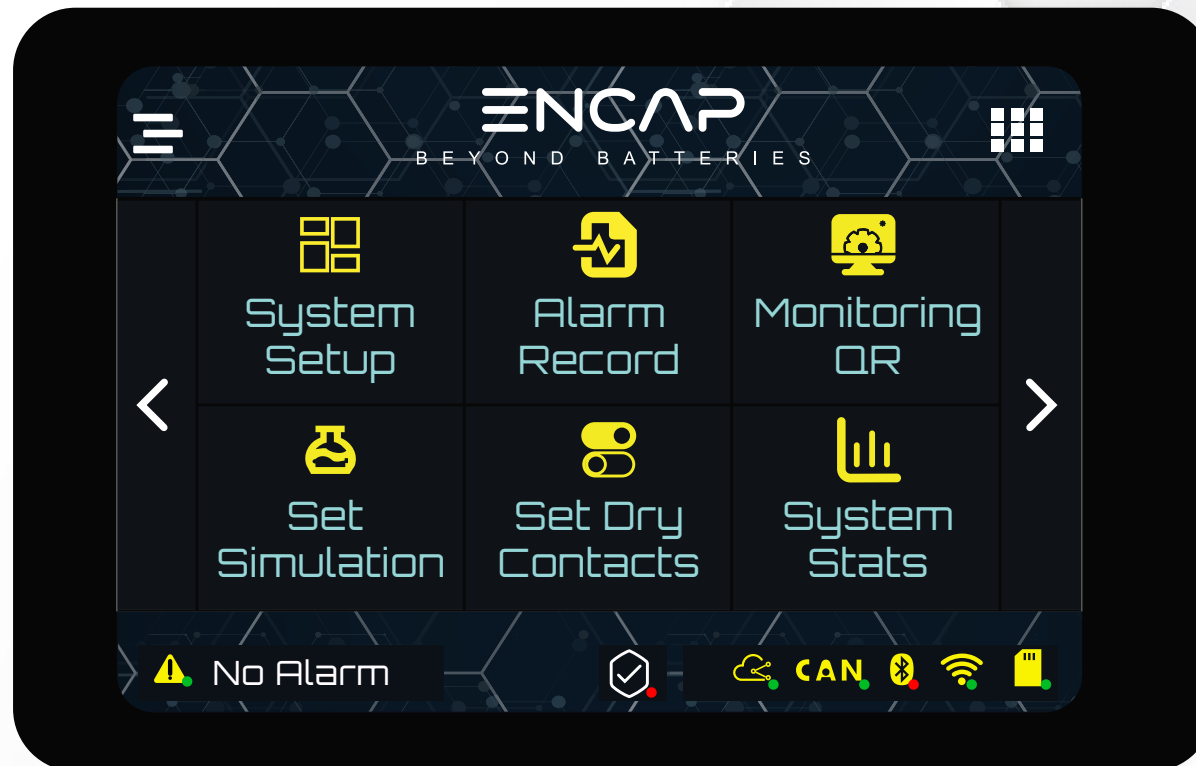 ENCAP
BEYOND BATTERIES
System
Setup
Alarm
Record
Monitoring
QR
Set
Simulation
Set Dry
Contacts
System
Stats
No Alarm
CAN